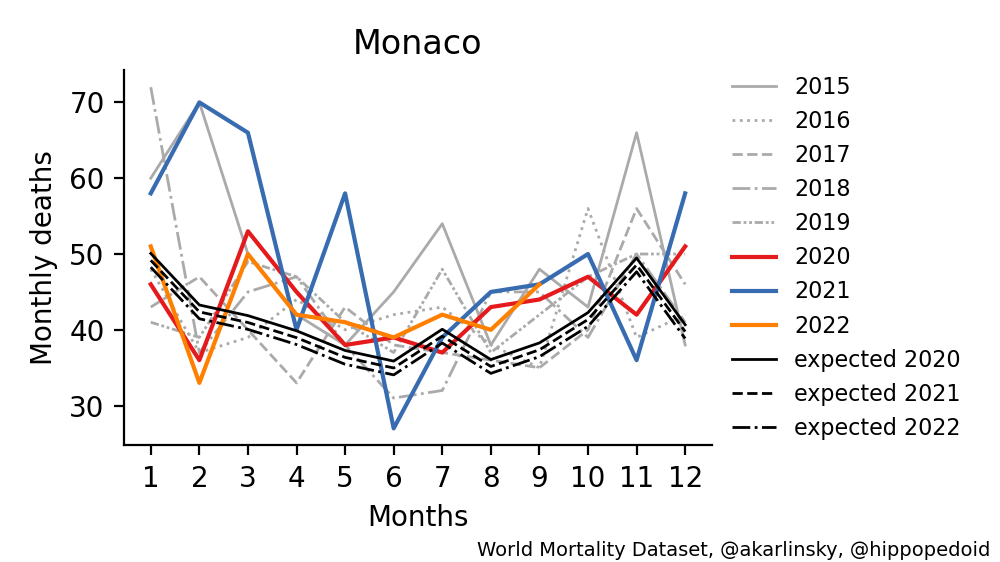 Monaco
Monthly deaths
70
60
50
40
30
1 2 3 4 5 6 7 8 9 10 11 12
Months
2015
2016
2017
2018
2019
2020
2021
2022
expected 2020
expected 2021
expected 2022
World Mortality Dataset, @akarlinsky, @hippopedoid